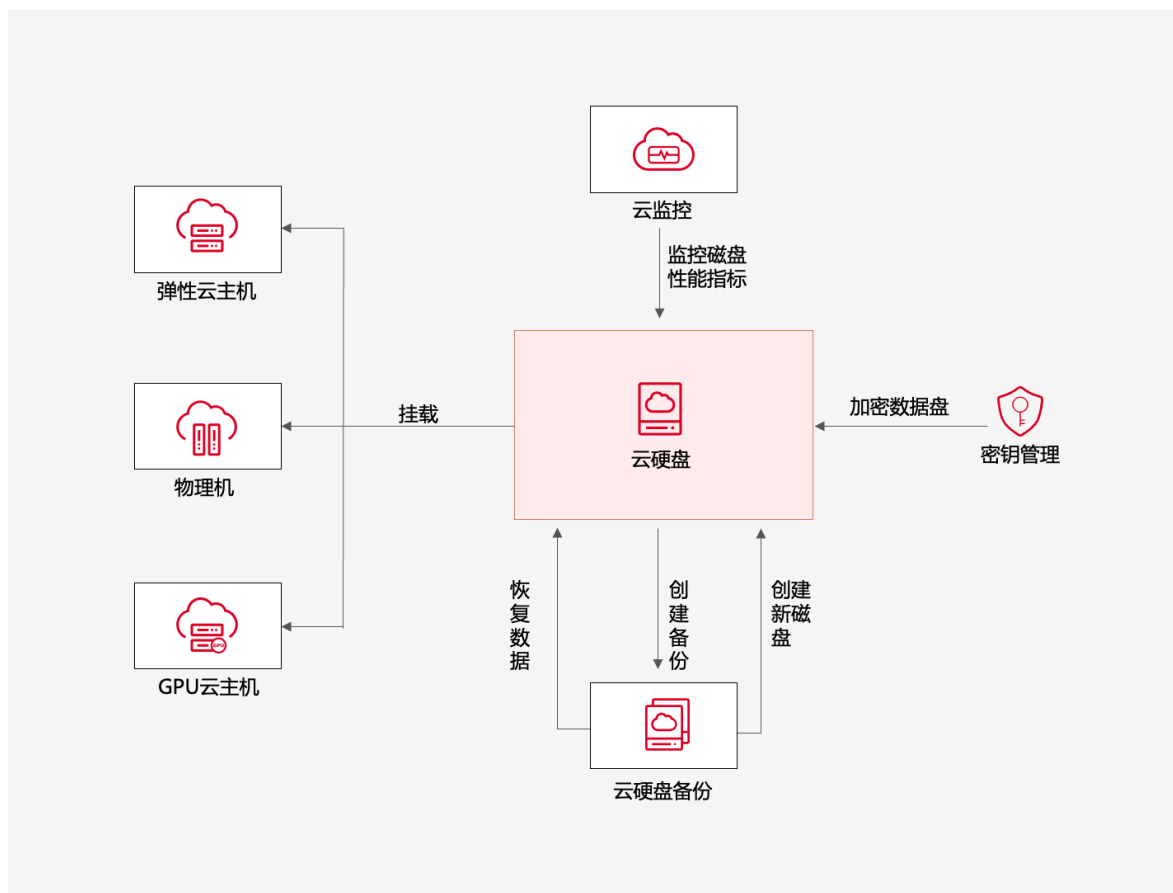 云监控
监控磁盘
性能指标
弹性云主机
挂载
物理机
GPU
GPU云主机
云硬盘
加密数据盘
密钥管理
恢复数据
创建备份
创建
新磁
盘
云硬盘备份